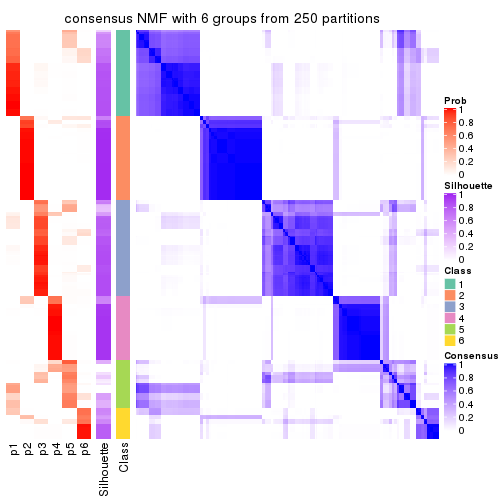 consensus NMF with 6 groups from 250 partitions
Prob
1
0.8
0.6
0.4
0.2
0
Silhouette
1
0.8
0.6
0.4
0.2
0
Class
1
2
3
4
5
6
Consensus
1
0.8
0.6
0.4
0.2
0
p1
p2
p3
p4
p5
p6
Silhouette
Class